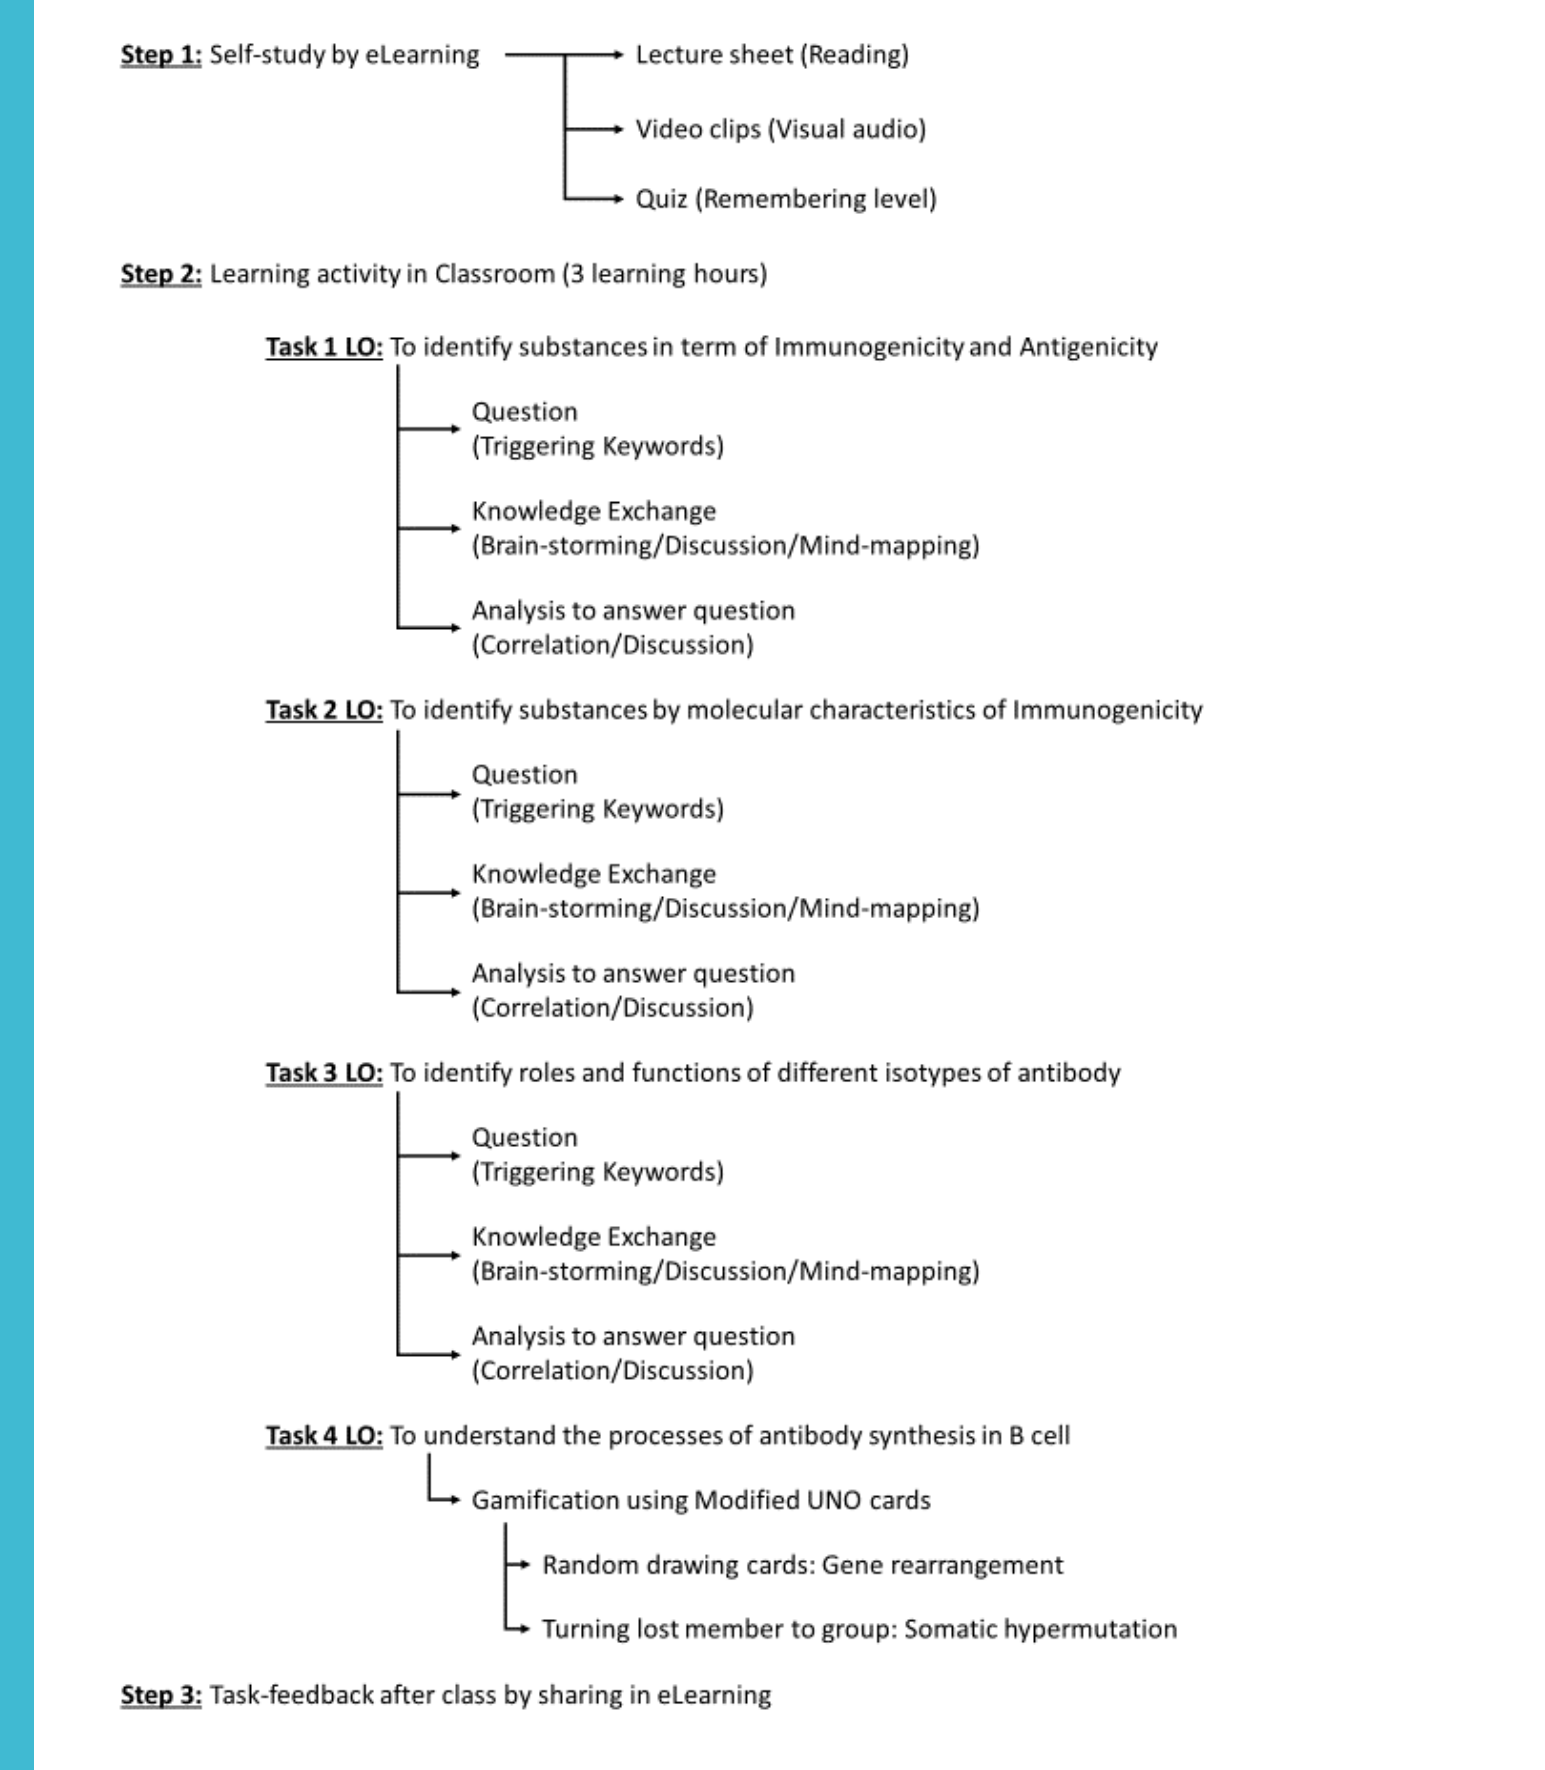 Step 1: Self-study by eLearning
Lecture sheet (Reading)
Video clips (Visual audio)
Quiz (Remembering level)
Step 2: Learning activity in Classroom (3 learning hours)
Task 1 LO: To identify substances in term of Immunogenicity and Antigenicity
Question
(Triggering Keywords)
Knowledge Exchange
(Brain-storming/Discussion/Mind-mapping)
Analysis to answer question
(Correlation/Discussion)
Task 2 LO: To identify substances by molecular characteristics of Immunogenicity
Question
(Triggering Keywords)
Knowledge Exchange
(Brain-storming/Discussion/Mind-mapping)
Analysis to answer question
(Correlation/Discussion)
Task 3 LO: To identify roles and functions of different isotypes of antibody
Question
(Triggering Keywords)
Knowledge Exchange
(Brain-storming/Discussion/Mind-mapping)
Analysis to answer question
(Correlation/Discussion)
Task 4 LO: To understand the processes of antibody synthesis in B cell
Gamification using Modified UNO cards
Random drawing cards: Gene rearrangement
Turning lost member to group: Somatic hypermutation
Step 3: Task-feedback after class by sharing in eLearning